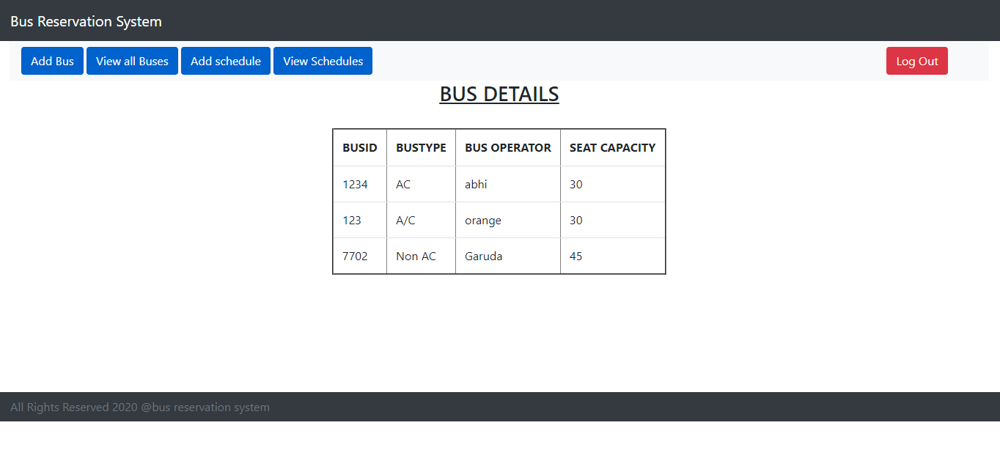 Bus Reservation System
Add Bus View all Buses Add schedule View Schedules Log Out
BUS DETAILS
BUSID BUSTYPE BUS OPERATOR SEAT CAPACITY
1234 AC abhi 30
123 A/C orange 30
7702 Non AC Garuda 45
All Rights Reserved 2020 @bus reservation system